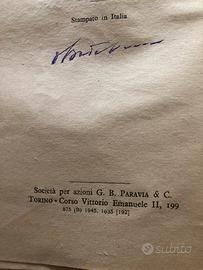 Stampato in Italia
Società per azioni G. B. PARAVIA & C.
TORINO - Corso Vittorio Emanuele II, 199
875 (B) 1945, 1935 [192]
subito